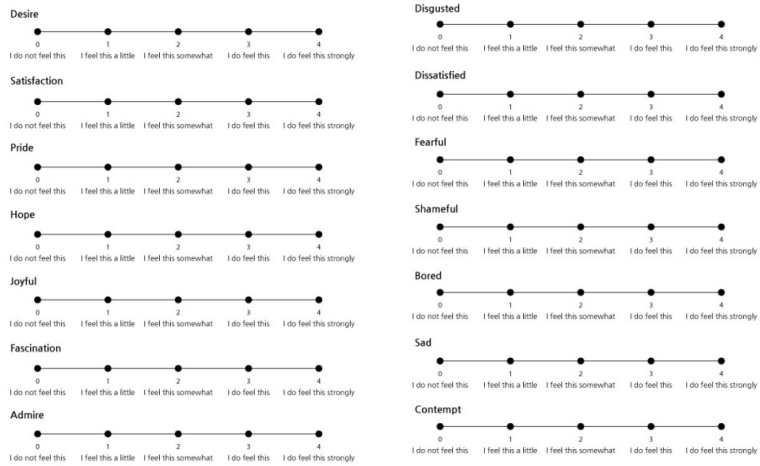 Desire
0 1 2 3 4
I do not feel this I feel this a little I feel this somewhat I do feel this I do feel this strongly
Satisfaction
0 1 2 3 4
I do not feel this I feel this a little I feel this somewhat I do feel this I do feel this strongly
Pride
0 1 2 3 4
I do not feel this I feel this a little I feel this somewhat I do feel this I do feel this strongly
Hope
0 1 2 3 4
I do not feel this I feel this a little I feel this somewhat I do feel this I do feel this strongly
Joyful
0 1 2 3 4
I do not feel this I feel this a little I feel this somewhat I do feel this I do feel this strongly
Fascination
0 1 2 3 4
I do not feel this I feel this a little I feel this somewhat I do feel this I do feel this strongly
Admire
0 1 2 3 4
I do not feel this I feel this a little I feel this somewhat I do feel this I do feel this strongly
Disgusted
0 1 2 3 4
I do not feel this I feel this a little I feel this somewhat I do feel this I do feel this strongly
Dissatisfied
0 1 2 3 4
I do not feel this I feel this a little I feel this somewhat I do feel this I do feel this strongly
Fearful
0 1 2 3 4
I do not feel this I feel this a little I feel this somewhat I do feel this I do feel this strongly
Shameful
0 1 2 3 4
I do not feel this I feel this a little I feel this somewhat I do feel this I do feel this strongly
Bored
0 1 2 3 4
I do not feel this I feel this a little I feel this somewhat I do feel this I do feel this strongly
Sad
0 1 2 3 4
I do not feel this I feel this a little I feel this somewhat I do feel this I do feel this strongly
Contempt
0 1 2 3 4
I do not feel this I feel this a little I feel this somewhat I do feel this I do feel this strongly